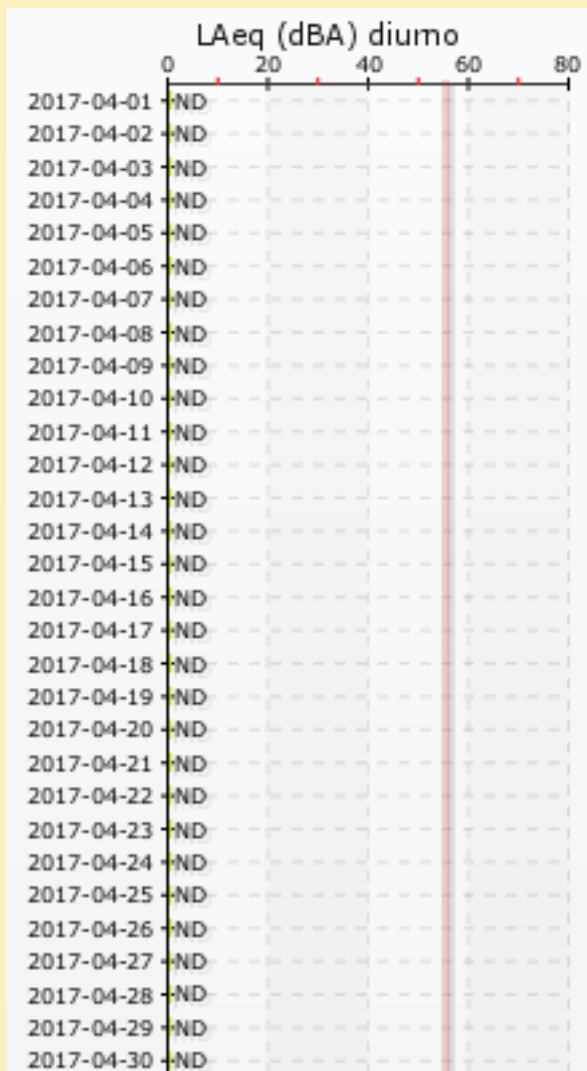 LAeq (dBA) diurno
0 20 40 60 80
2017-04-01 ND
2017-04-02 ND
2017-04-03 ND
2017-04-04 ND
2017-04-05 ND
2017-04-06 ND
2017-04-07 ND
2017-04-08 ND
2017-04-09 ND
2017-04-10 ND
2017-04-11 ND
2017-04-12 ND
2017-04-13 ND
2017-04-14 ND
2017-04-15 ND
2017-04-16 ND
2017-04-17 ND
2017-04-18 ND
2017-04-19 ND
2017-04-20 ND
2017-04-21 ND
2017-04-22 ND
2017-04-23 ND
2017-04-24 ND
2017-04-25 ND
2017-04-26 ND
2017-04-27 ND
2017-04-28 ND
2017-04-29 ND
2017-04-30 ND